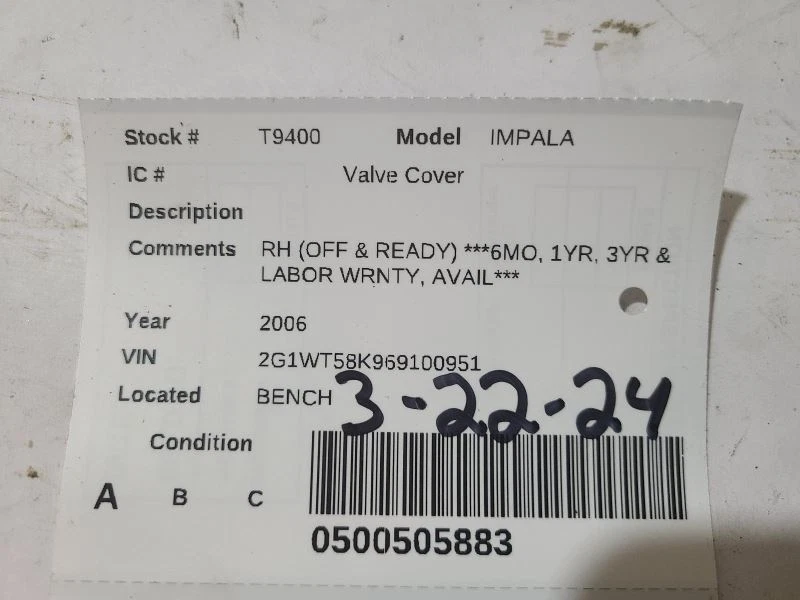 Stock # T9400 Model IMPALA
IC # Valve Cover
Description
Comments RH (OFF & READY) ***6MO, 1YR, 3YR &
LABOR WRNTY, AVAIL***
Year 2006
VIN 2G1WT58K969100951
Located BENCH
3-22-24
Condition
A B C
0500505883